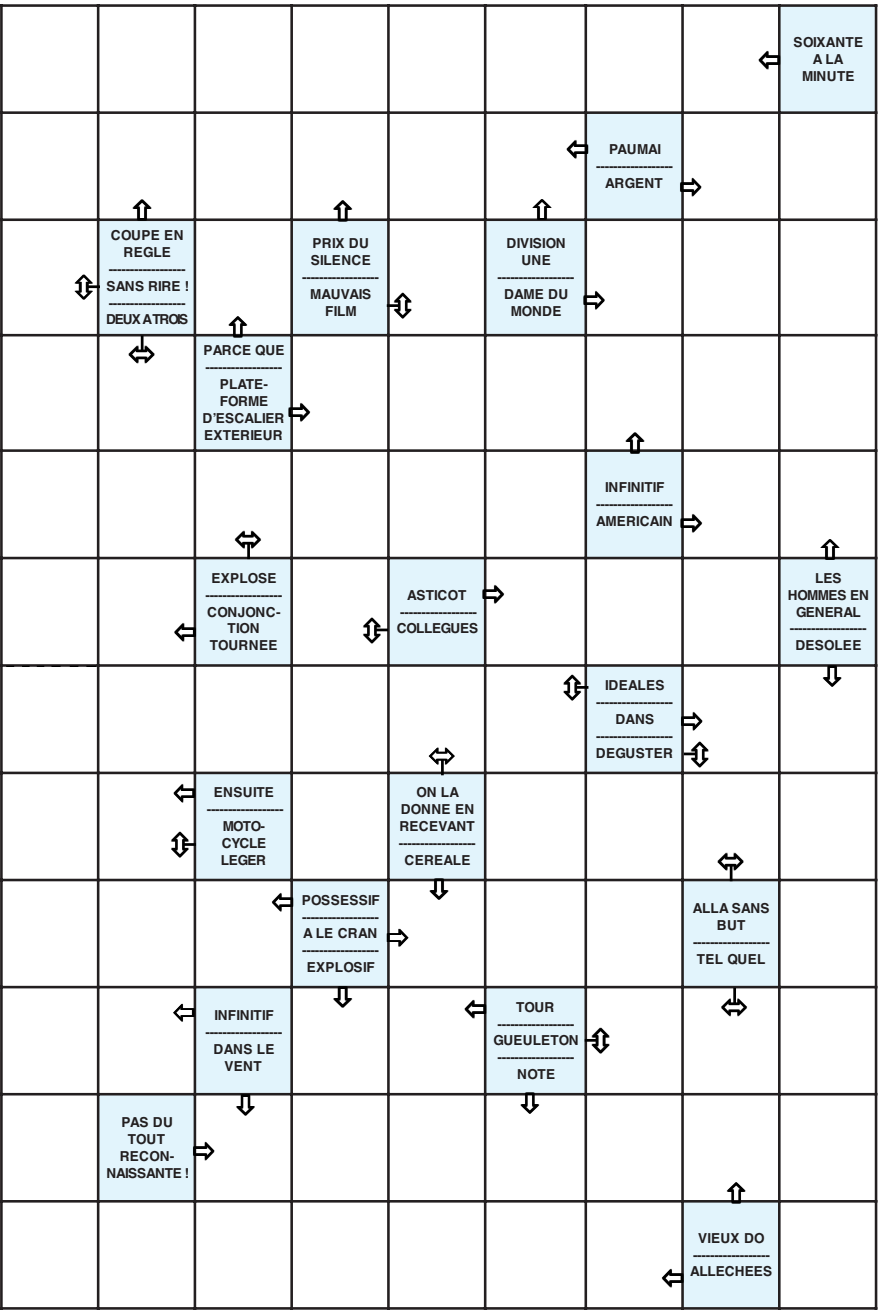 SOIXANTE
A LA
MINUTE
PAUMAI
ARGENT
COUPE EN
REGLE
SANS RIRE !
DEUX A TROIS
PRIX DU
SILENCE
MAUVAIS
FILM
DIVISION
UNE
DAME DU
MONDE
PARCE QUE
PLATE-
FORME
D'ESCALIER
EXTERIEUR
INFINITIF
AMERICAIN
EXPLOSE
CONJONC-
TION
TOURNEE
ASTICOT
COLLEGUES
LES
HOMMES EN
GENERAL
DESOLEE
IDEALES
DANS
DEGUSTER
ENSUITE
MOTO-
CYCLE
LEGER
ON LA
DONNE EN
RECEVANT
CEREALE
POSSESSIF
A LE CRAN
EXPLOSIF
ALLA SANS
BUT
TEL QUEL
INFINITIF
DANS LE
VENT
TOUR
GUEULETON
NOTE
PAS DU
TOUT
RECON-
NAISSANTE !
VIEUX DO
ALLECHEES